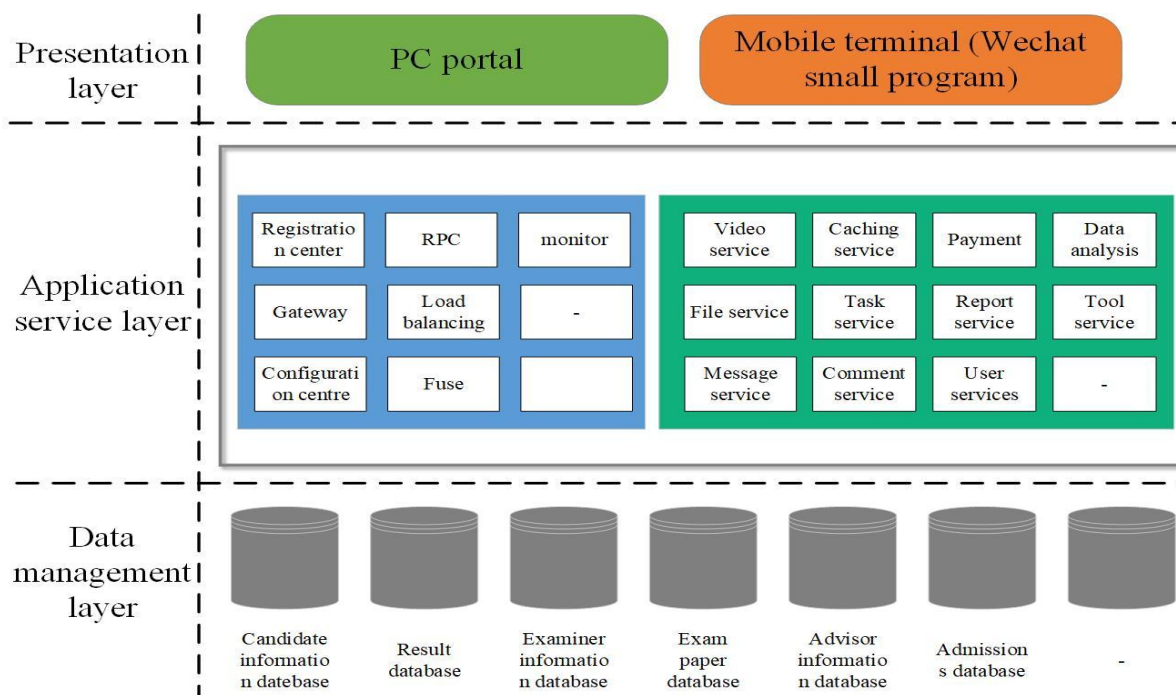 Presentation
layer
PC portal
Mobile terminal (Wechat
small program)
Application
service layer
Registratio
n center
RPC
monitor
Gateway
Load
balancing
-
Configurati
on centre
Fuse
Video
service
Caching
service
Payment
Data
analysis
File service
Task
service
Report
service
Tool
service
Message
service
Comment
service
User
services
-
Data
management
layer
Candidate
informatio
n datebase
Result
database
Examiner
informatio
n database
Exam
paper
database
Advisor
informatio
n database
Admission
s database
-